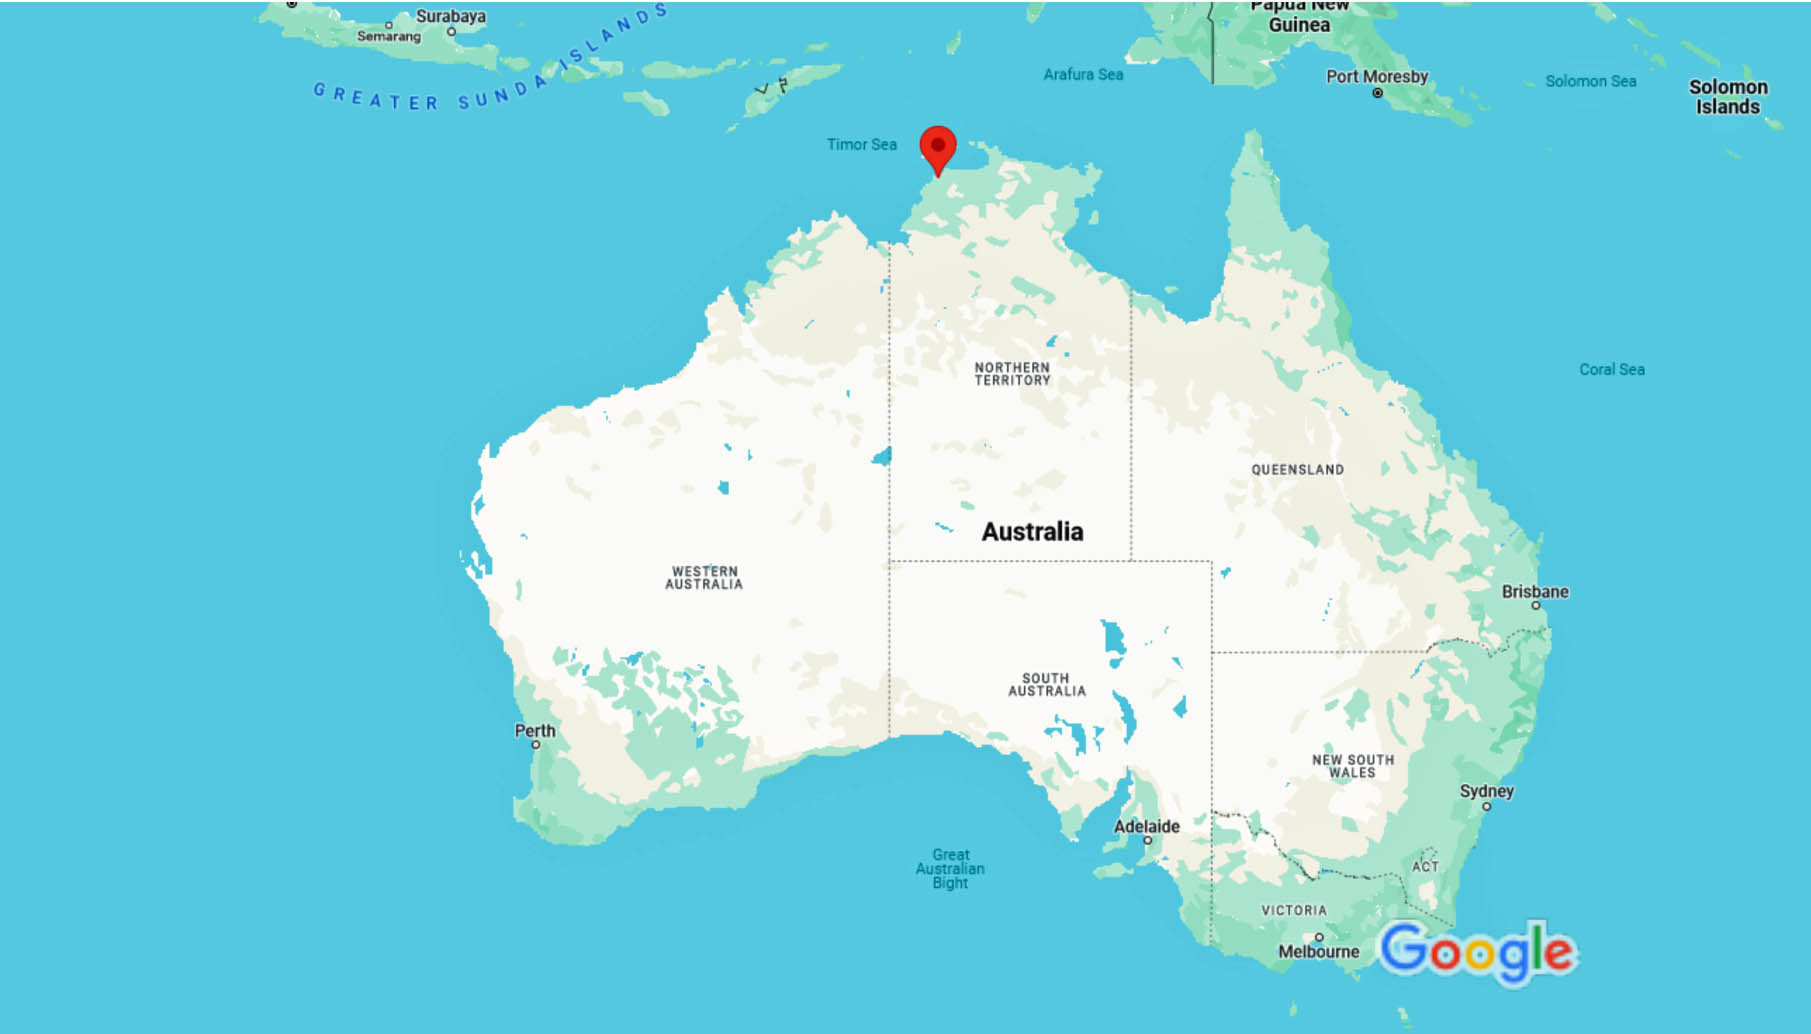 Surabaya
Semarang
GREATER SUNDA ISLANDS
Papua New
Guinea
Arafura Sea
Port Moresby
Solomon Sea
Solomon
Islands
Timor Sea
NORTHERN
TERRITORY
Coral Sea
QUEENSLAND
Australia
WESTERN
AUSTRALIA
Brisbane
SOUTH
AUSTRALIA
Perth
NEW SOUTH
WALES
Sydney
Adelaide
Great
Australian
Bight
ACT
VICTORIA
Melbourne
Google